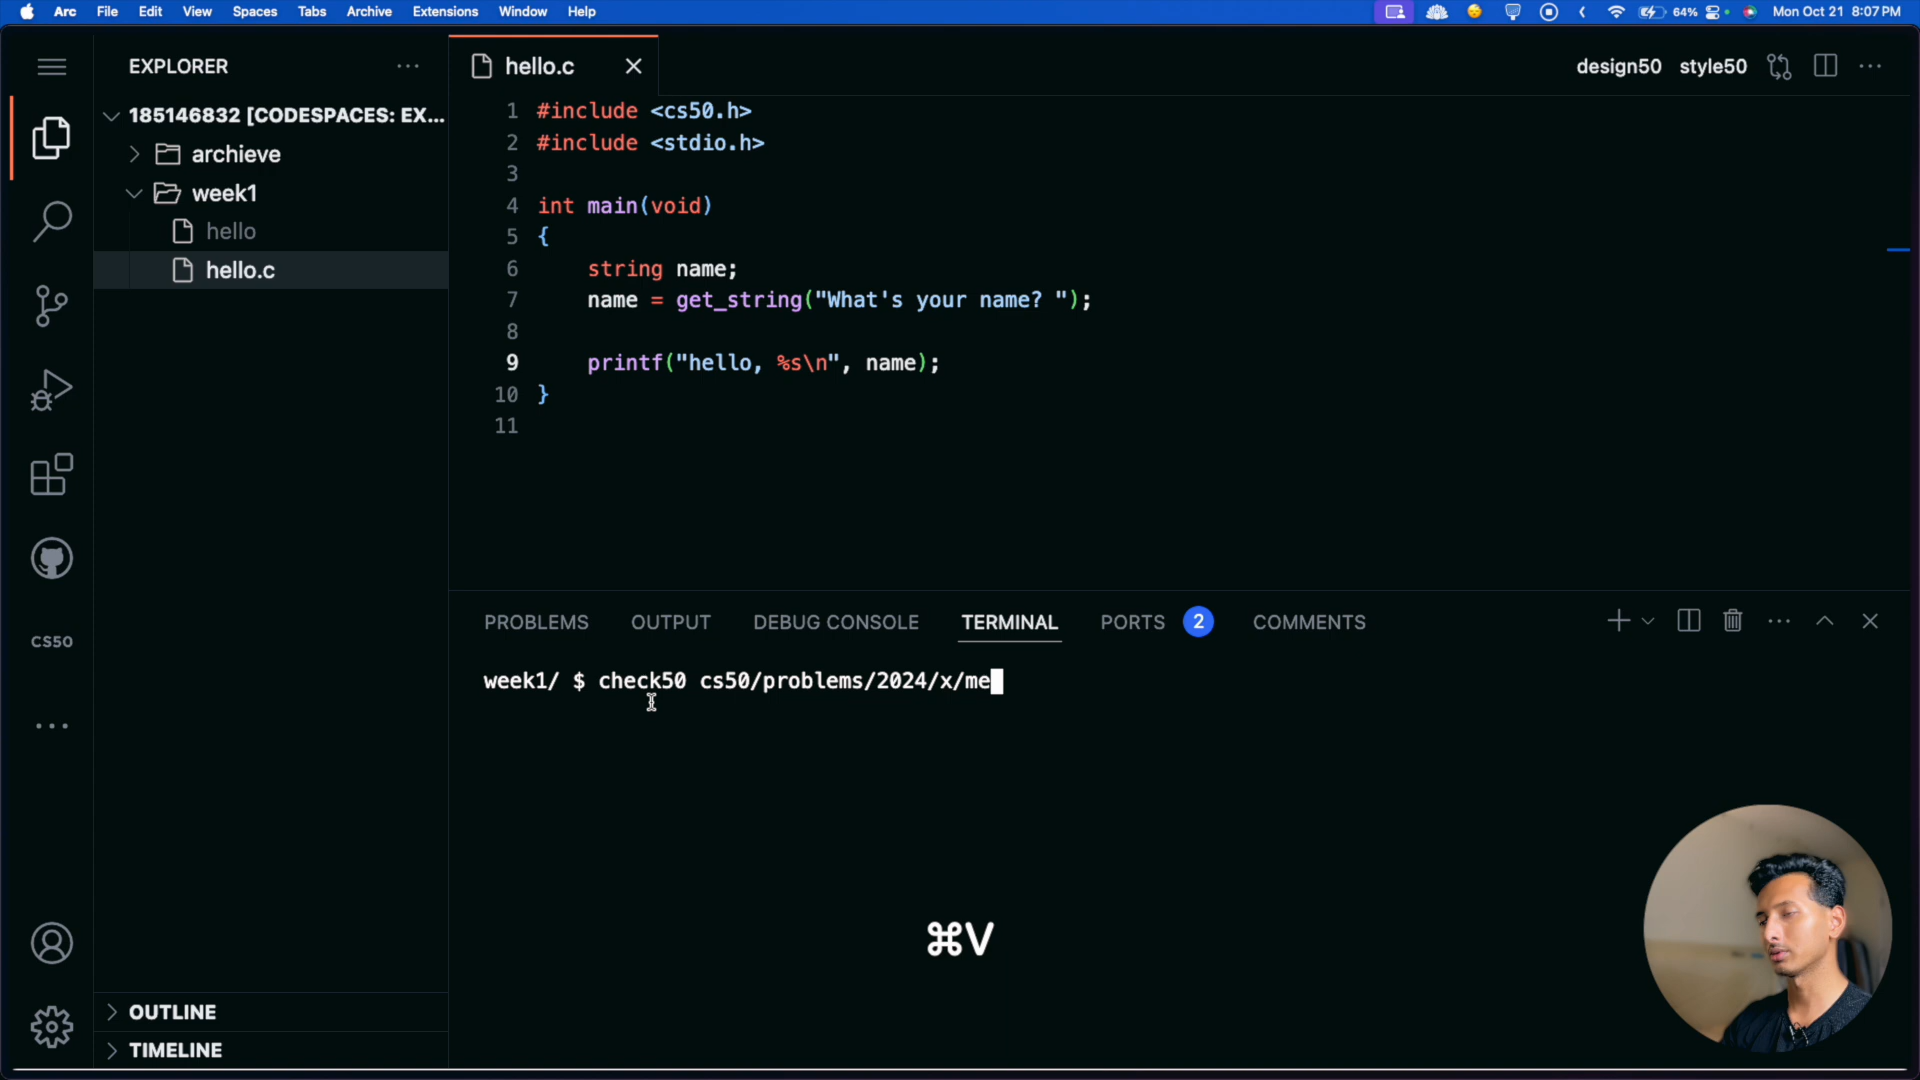 Arc File Edit View Spaces Tabs Archive Extensions Window Help 64% Mon Oct 21 8:07 PM
EXPLORER
185146832 [CODESPACES: EX...
archieve
week1
hello
hello.c
CS50
OUTLINE
TIMELINE
hello.c
design50 style50
1 #include <cs50.h>
2 #include <stdio.h>
3
4 int main(void)
5 {
6 string name;
7 name = get_string("What's your name? ");
8
9 printf("hello, %s\n", name);
10 }
11
PROBLEMS OUTPUT DEBUG CONSOLE TERMINAL PORTS 2 COMMENTS
week1/ $ check50 cs50/problems/2024/x/me
⌘V